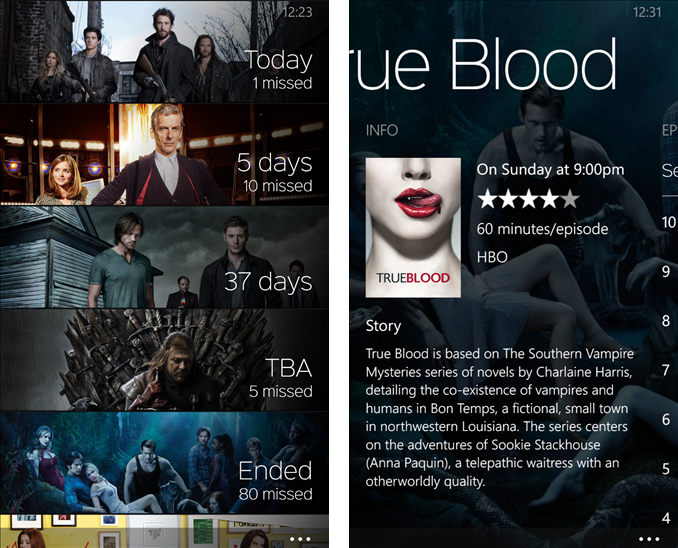 12:23
Today
1 missed
5 days
10 missed
37 days
TBA
5 missed
Ended
80 missed
12:31
rue Blood
INFO
EP
On Sunday at 9:00pm
60 minutes/episode
HBO
TRUEBLOOD
Se
10
9
8
7
6
5
4
Story
True Blood is based on The Southern Vampire
Mysteries series of novels by Charlaine Harris,
detailing the co-existence of vampires and
humans in Bon Temps, a fictional, small town
in northwestern Louisiana. The series centers
on the adventures of Sookie Stackhouse
(Anna Paquin), a telepathic waitress with an
otherworldly quality.